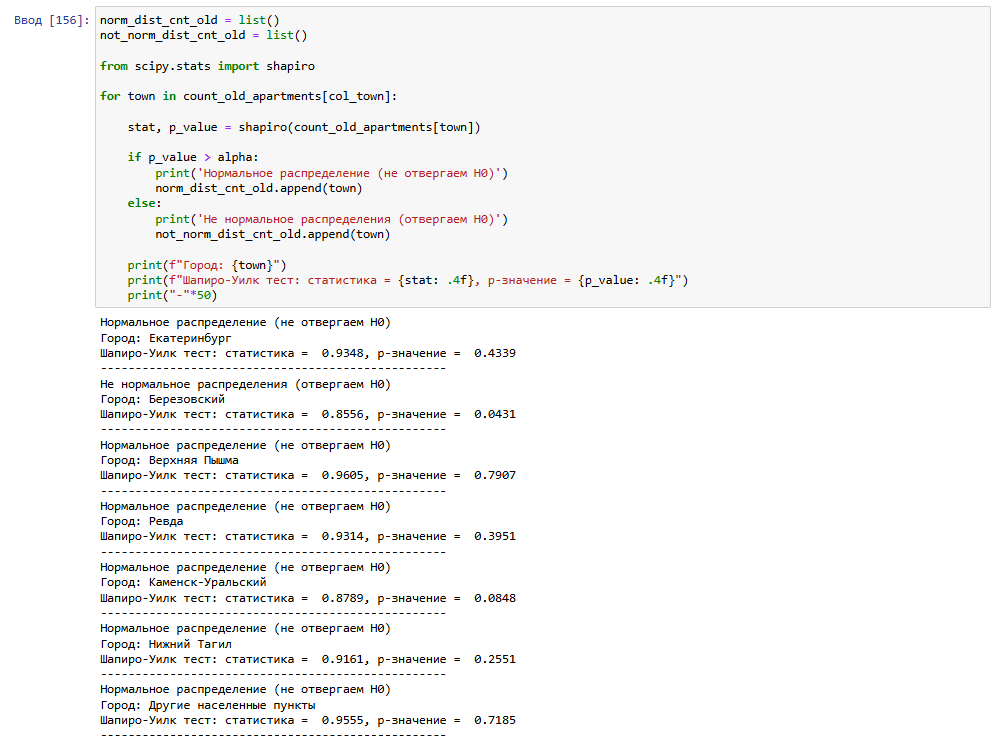 Ввод [156]: norm_dist_cnt_old = list()
not_norm_dist_cnt_old = list()
from scipy.stats import shapiro
for town in count_old_apartments[col_town]:
stat, p_value = shapiro(count_old_apartments[town])
if p_value > alpha:
print('Нормальное распределение (не отвергаем H0)')
norm_dist_cnt_old.append(town)
else:
print('Не нормальное распределения (отвергаем H0)')
not_norm_dist_cnt_old.append(town)
print(f"Город: {town}")
print(f"Шапиро-Уилк тест: статистика = {stat: .4f}, p-значение = {p_value: .4f}")
print("-"*50)
Нормальное распределение (не отвергаем H0)
Город: Екатеринбург
Шапиро-Уилк тест: статистика =  0.9348, p-значение =  0.4339
--------------------------------------------------
Не нормальное распределения (отвергаем H0)
Город: Березовский
Шапиро-Уилк тест: статистика =  0.8556, p-значение =  0.0431
--------------------------------------------------
Нормальное распределение (не отвергаем H0)
Город: Верхняя Пышма
Шапиро-Уилк тест: статистика =  0.9605, p-значение =  0.7907
--------------------------------------------------
Нормальное распределение (не отвергаем H0)
Город: Ревда
Шапиро-Уилк тест: статистика =  0.9314, p-значение =  0.3951
--------------------------------------------------
Нормальное распределение (не отвергаем H0)
Город: Каменск-Уральский
Шапиро-Уилк тест: статистика =  0.8789, p-значение =  0.0848
--------------------------------------------------
Нормальное распределение (не отвергаем H0)
Город: Нижний Тагил
Шапиро-Уилк тест: статистика =  0.9161, p-значение =  0.2551
--------------------------------------------------
Нормальное распределение (не отвергаем H0)
Город: Другие населенные пункты
Шапиро-Уилк тест: статистика =  0.9555, p-значение =  0.7185
--------------------------------------------------